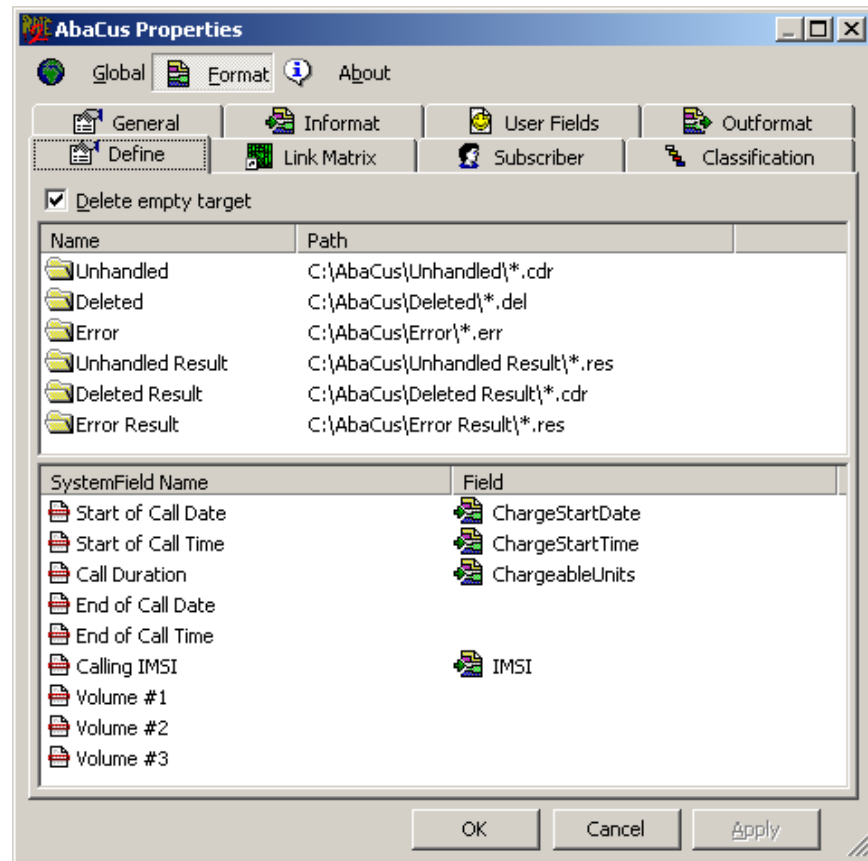 AbaCus Properties
Global Format About
General Informat User Fields Outformat
Define Link Matrix Subscriber Classification
Delete empty target
Name Path
Unhandled C:\AbaCus\Unhandled\*.cdr
Deleted C:\AbaCus\Deleted\*.del
Error C:\AbaCus\Error\*.err
Unhandled Result C:\AbaCus\Unhandled Result\*.res
Deleted Result C:\AbaCus\Deleted Result\*.cdr
Error Result C:\AbaCus\Error Result\*.res
SystemField Name Field
Start of Call Date ChargeStartDate
Start of Call Time ChargeStartTime
Call Duration ChargeableUnits
End of Call Date
End of Call Time
Calling IMSI IMSI
Volume #1
Volume #2
Volume #3
OK Cancel Apply